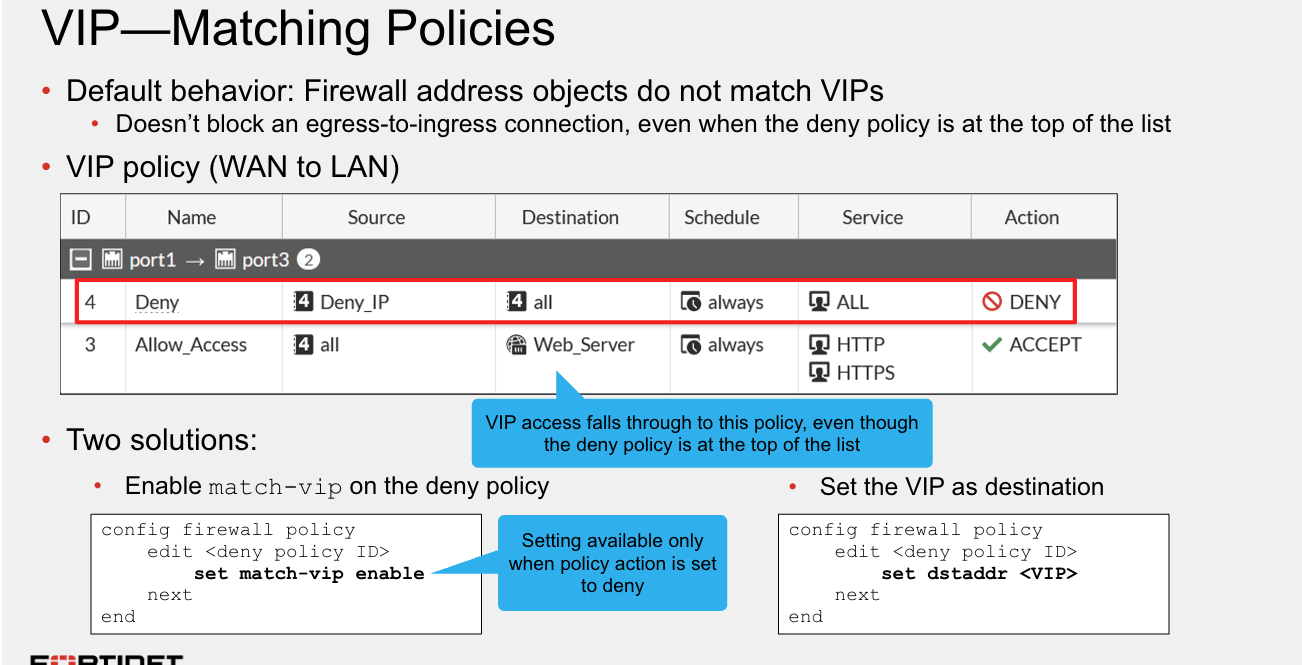 VIP—Matching Policies
• Default behavior: Firewall address objects do not match VIPs
• Doesn’t block an egress-to-ingress connection, even when the deny policy is at the top of the list
• VIP policy (WAN to LAN)
ID Name Source Destination Schedule Service Action
port1 → port3 2
4 Deny 4 Deny_IP 4 all always ALL DENY
3 Allow_Access 4 all Web_Server always HTTP ACCEPT
HTTPS
VIP access falls through to this policy, even though
the deny policy is at the top of the list
• Two solutions:
• Enable match-vip on the deny policy
config firewall policy
edit <deny policy ID>
set match-vip enable
next
end
Setting available only
when policy action is set
to deny
• Set the VIP as destination
config firewall policy
edit <deny policy ID>
set dstaddr <VIP>
next
end
FORTINET